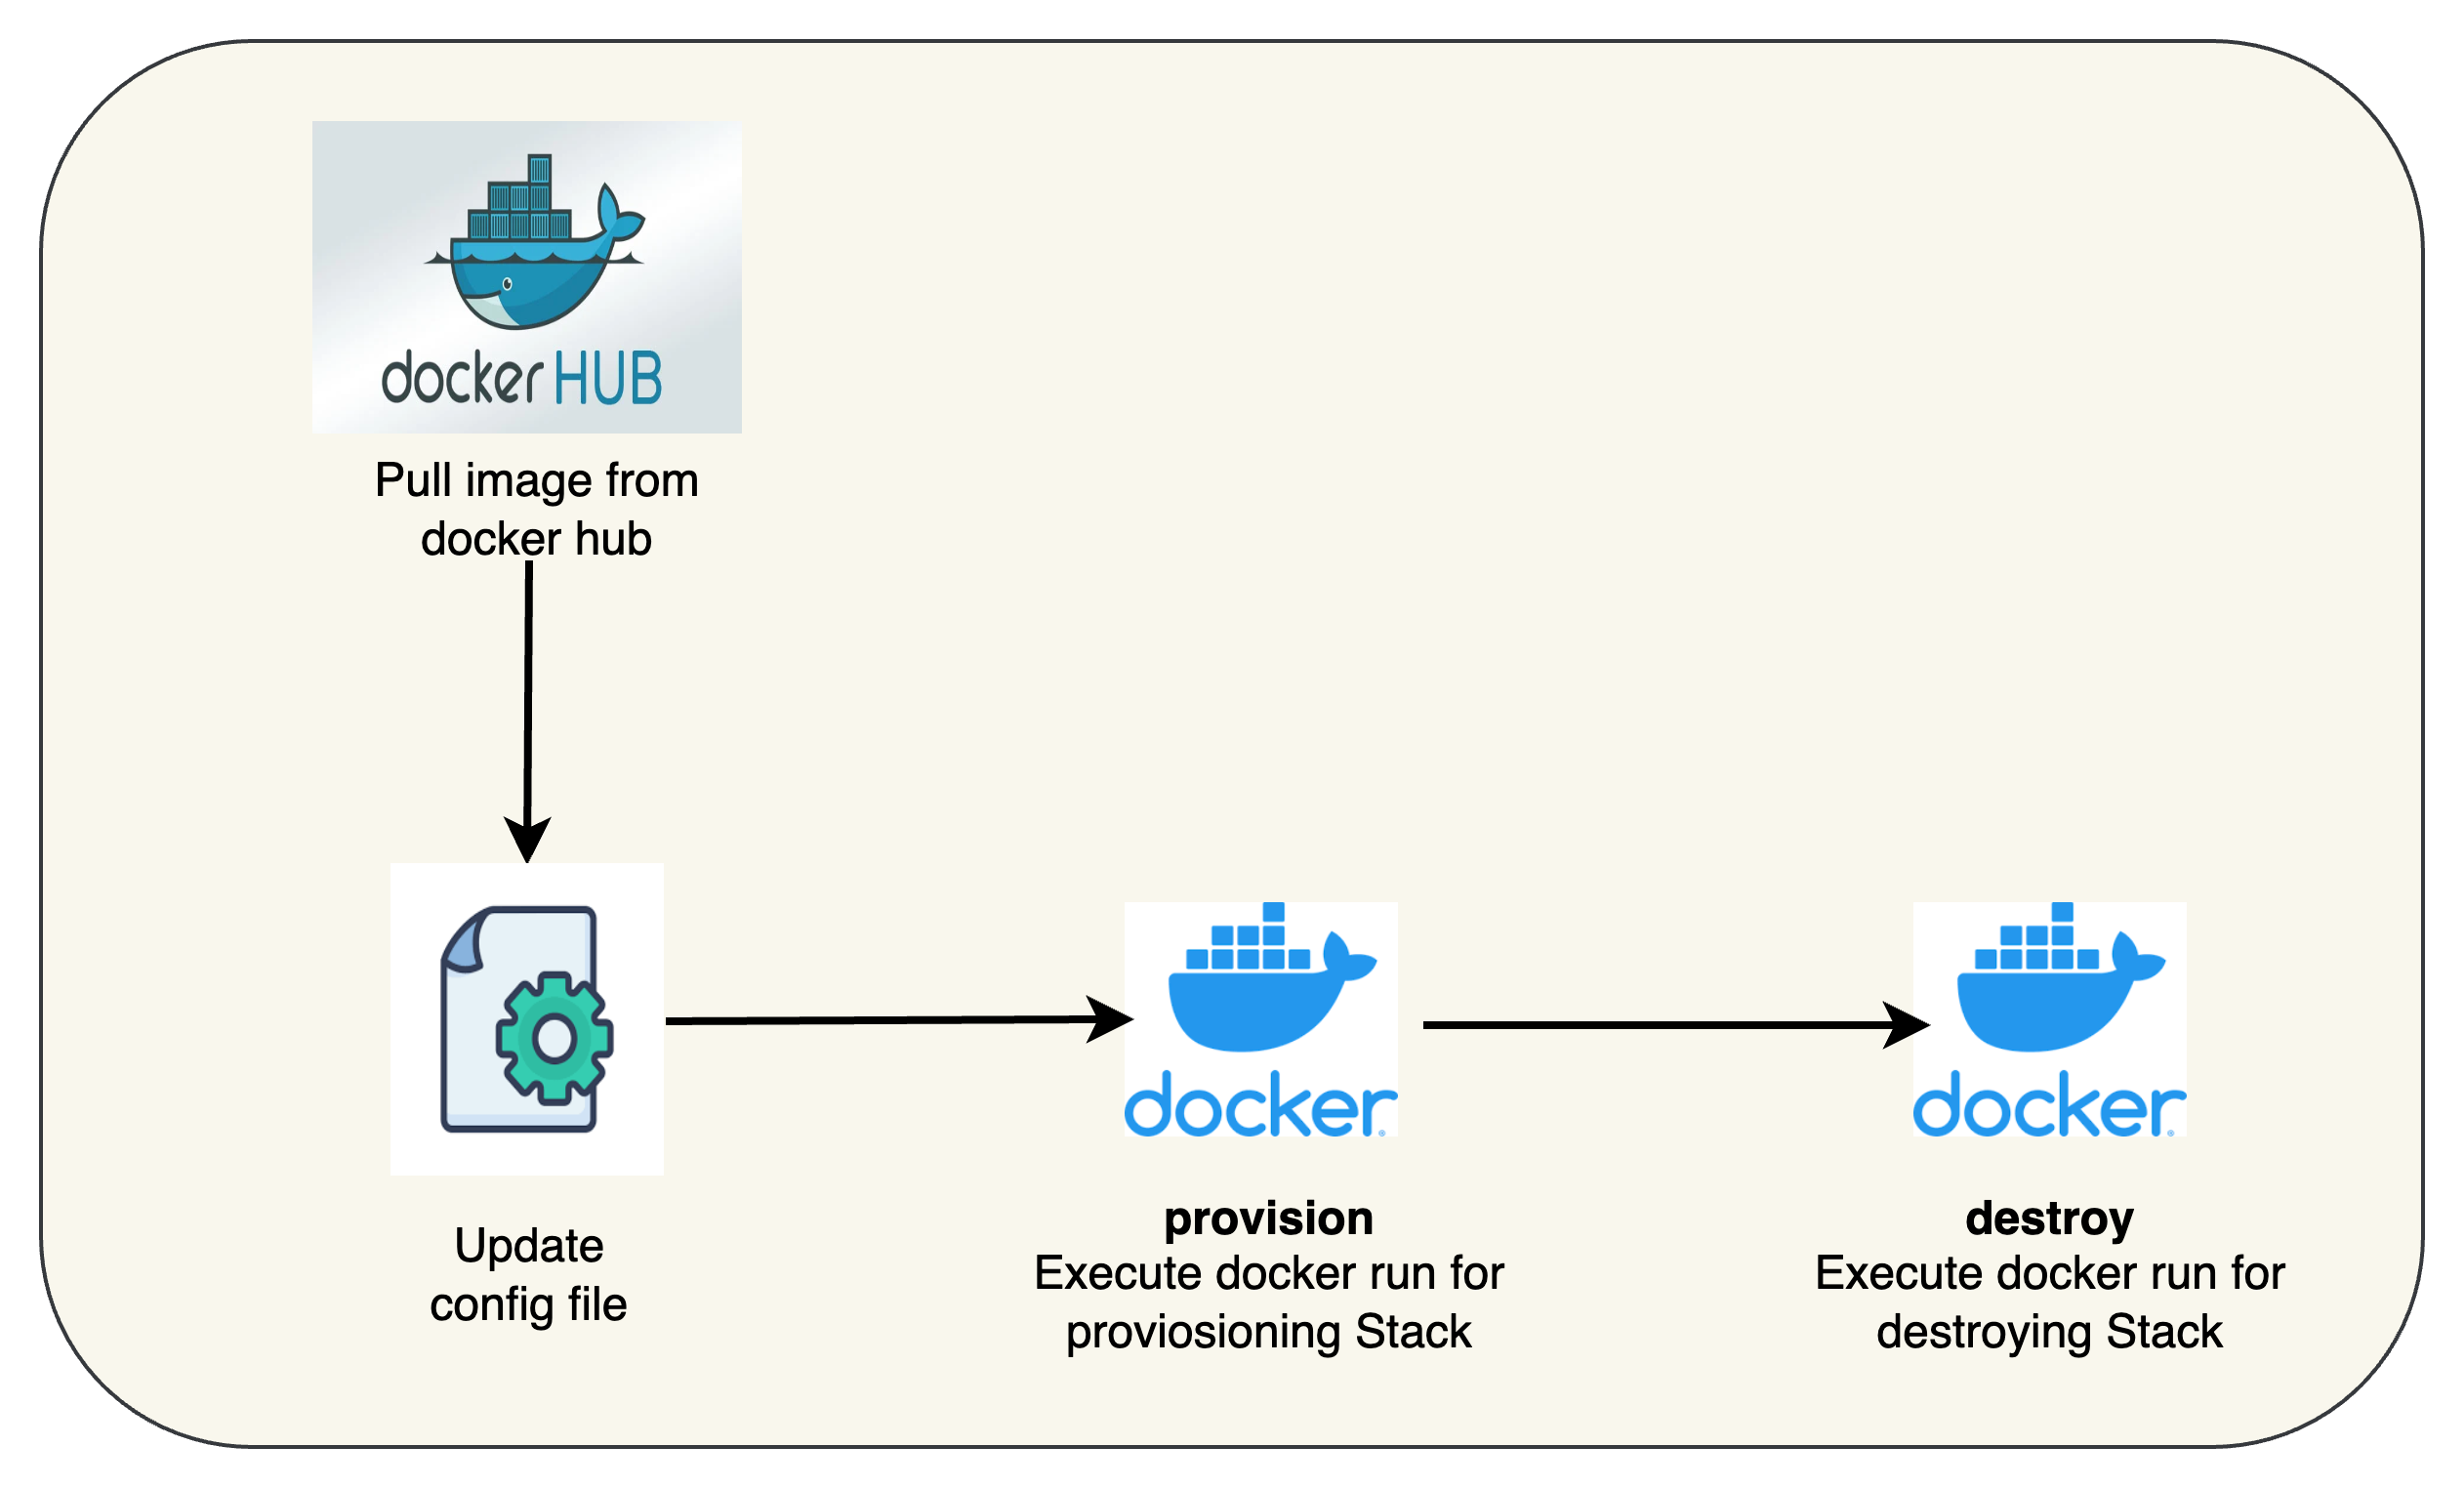 docker HUB
Pull image from
docker hub
Update
config file
docker
provision
Execute docker run for
proviosioning Stack
docker
destroy
Execute docker run for
destroying Stack